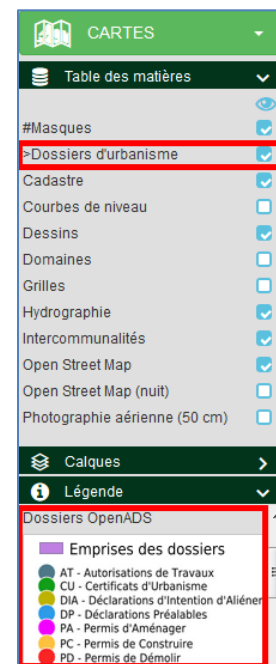 CARTES
Table des matières
#Masques
>Dossiers d'urbanisme
Cadastre
Courbes de niveau
Dessins
Domaines
Grilles
Hydrographie
Intercommunalités
Open Street Map
Open Street Map (nuit)
Photographie aérienne (50 cm)
Calques
Légende
Dossiers OpenADS
Emprises des dossiers
AT - Autorisations de Travaux
CU - Certificats d'Urbanisme
DIA - Déclarations d'Intention d'Aliéner
DP - Déclarations Préalables
PA - Permis d'Aménager
PC - Permis de Construire
PD - Permis de Démolir